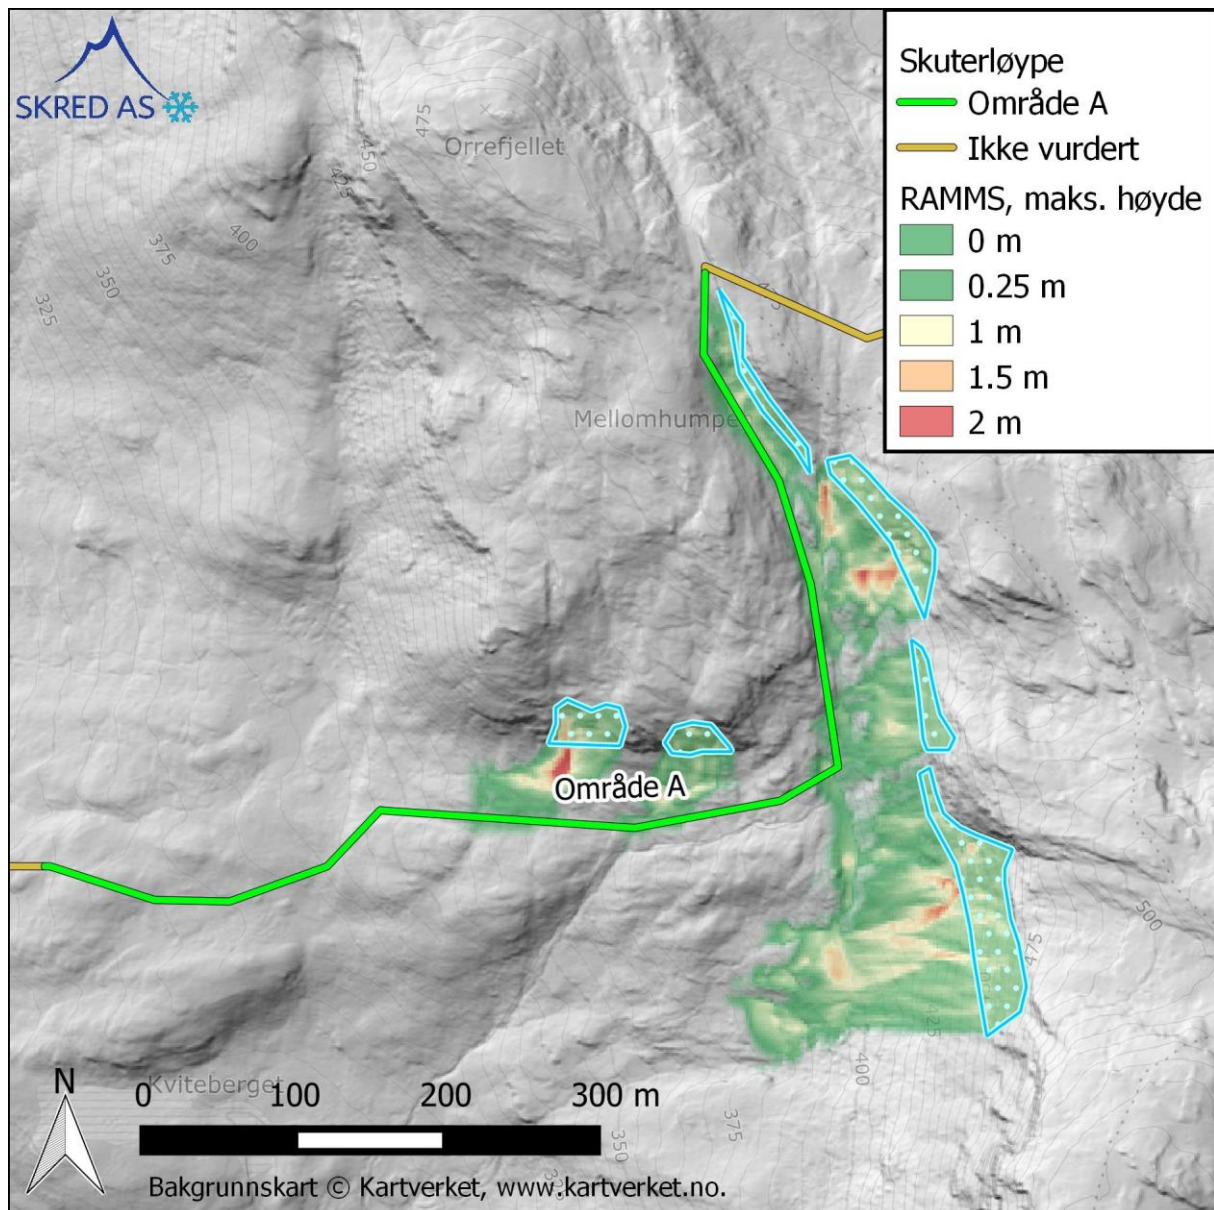 SKRED AS
Skuterløype
Område A
Ikke vurdert
RAMMS, maks. høyde
0 m
0.25 m
1 m
1.5 m
2 m
475
Orrefjellet
450
425
400
375
350
325
Mellomhumpen
Område A
500
475
425
400
375
350
N
Kviteberget
0 100 200 300 m
Bakgrunnskart © Kartverket, www.kartverket.no.